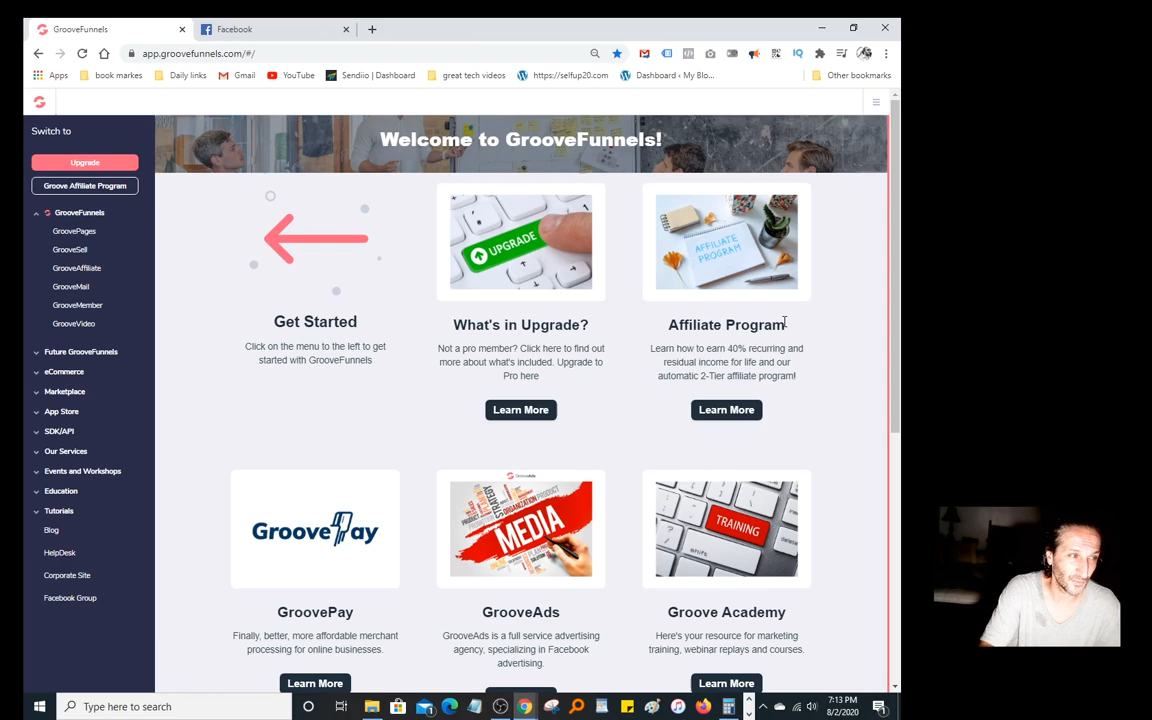 GrooveFunnels
Facebook
app.groovefunnels.com/#/
Apps
book markes
Daily links
Gmail
YouTube
Sendiio | Dashboard
great tech videos
https://selfup20.com
Dashboard ‹ My Blo...
Other bookmarks
Switch to
Upgrade
Groove Affiliate Program
GrooveFunnels
GroovePages
GrooveSell
GrooveAffiliate
GrooveMail
GrooveMember
GrooveVideo
Future GrooveFunnels
eCommerce
Marketplace
App Store
SDK/API
Our Services
Events and Workshops
Education
Tutorials
Blog
HelpDesk
Corporate Site
Facebook Group
Welcome to GrooveFunnels!
Get Started
Click on the menu to the left to get
started with GrooveFunnels
UPGRADE
What's in Upgrade?
Not a pro member? Click here to find out
more about what's included. Upgrade to
Pro here
Learn More
AFFILIATE
PROGRAM
Affiliate Program
Learn how to earn 40% recurring and
residual income for life and our
automatic 2-Tier affiliate program!
Learn More
GroovePay
GroovePay
Finally, better, more affordable merchant
processing for online businesses.
Learn More
GrooveAds
MEDIA
GrooveAds
GrooveAds is a full service advertising
agency, specializing in Facebook
advertising.
TRAINING
shift
Groove Academy
Here's your resource for marketing
training, webinar replays and courses.
Learn More
Type here to search
7:13 PM
8/2/2020